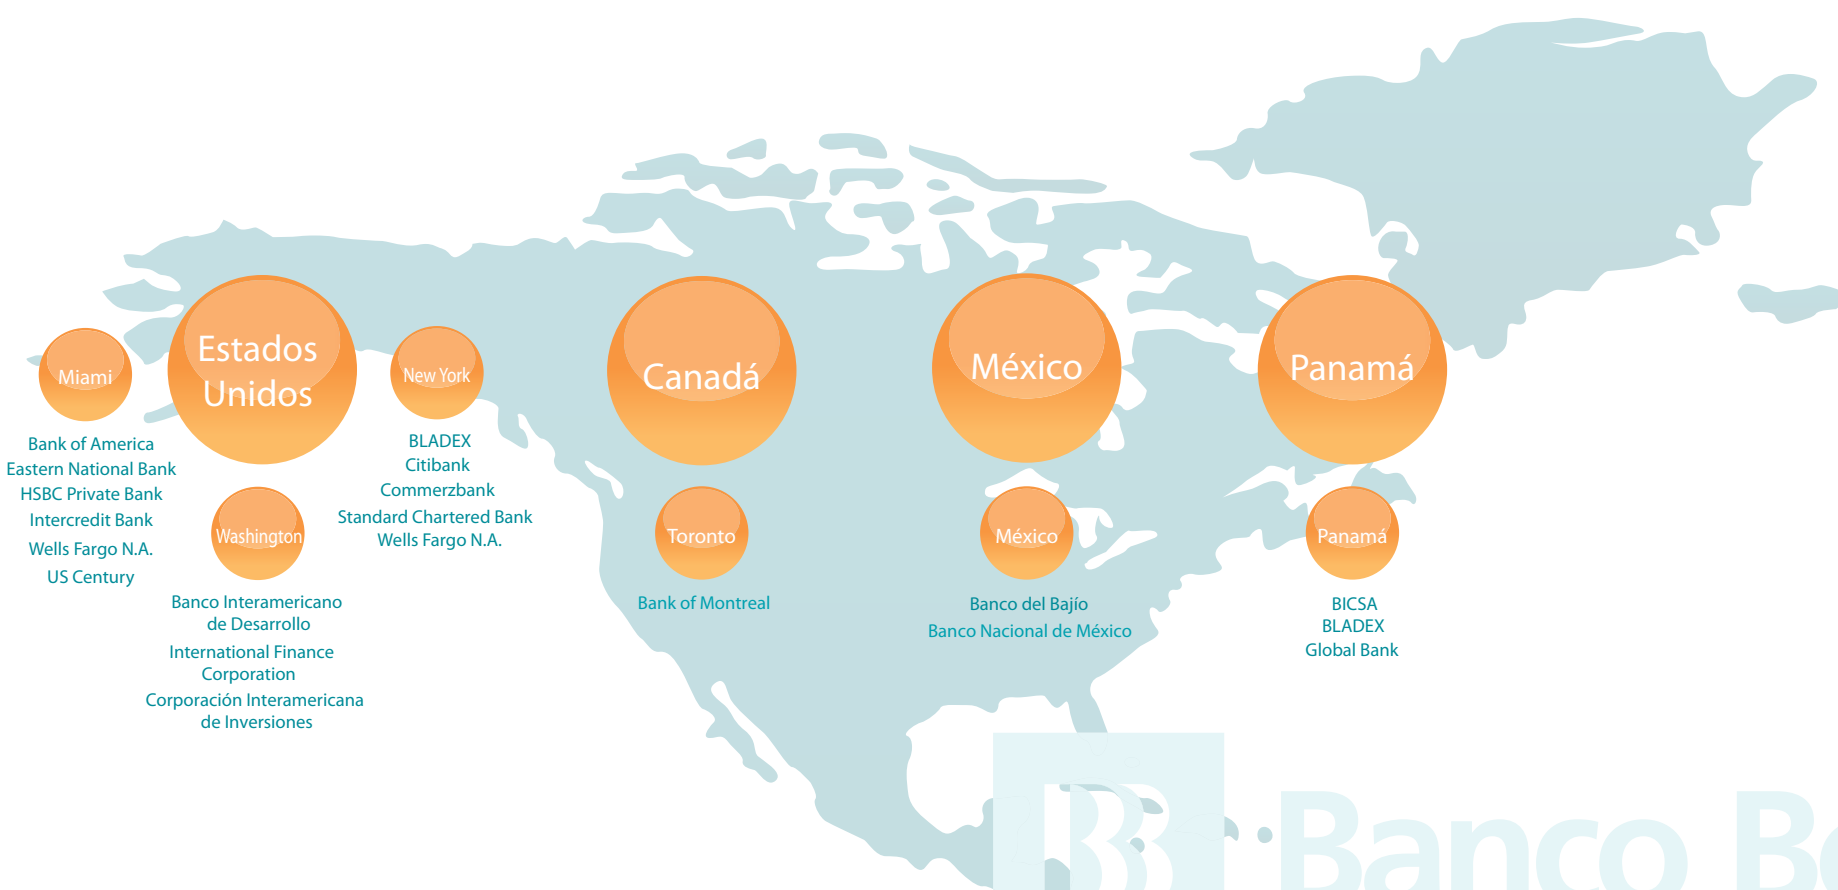 Estados
Unidos
Miami
Bank of America
Eastern National Bank
HSBC Private Bank
Intercredit Bank
Wells Fargo N.A.
US Century
Washington
Banco Interamericano
de Desarrollo
International Finance
Corporation
Corporación Interamericana
de Inversiones
New York
BLADEX
Citibank
Commerzbank
Standard Chartered Bank
Wells Fargo N.A.
Canadá
Toronto
Bank of Montreal
México
México
Banco del Bajío
Banco Nacional de México
Panamá
Panamá
BICSA
BLADEX
Global Bank
Banco